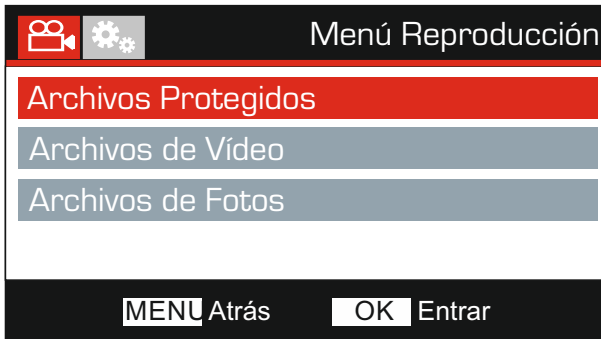 Menú Reproducción
Archivos Protegidos
Archivos de Vídeo
Archivos de Fotos
MENU Atrás OK Entrar